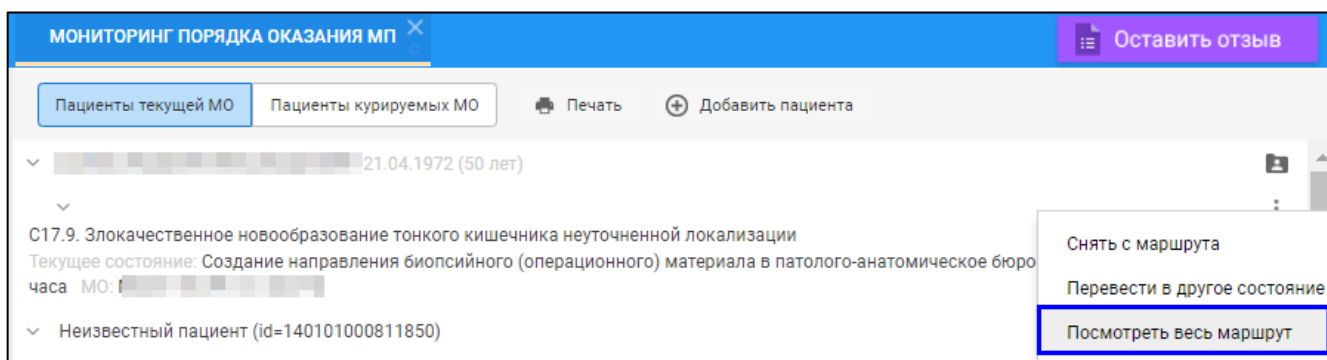 МОНИТОРИНГ ПОРЯДКА ОКАЗАНИЯ МП
Оставить отзыв
Пациенты текущей МО Пациенты курируемых МО Печать Добавить пациента
21.04.1972 (50 лет)
C17.9. Злокачественное новообразование тонкого кишечника неуточненной локализации
Текущее состояние: Создание направления биопсийного (операционного) материала в патолого-анатомическое бюро
часа МО:
Неизвестный пациент (id=140101000811850)
Снять с маршрута
Перевести в другое состояние
Посмотреть весь маршрут